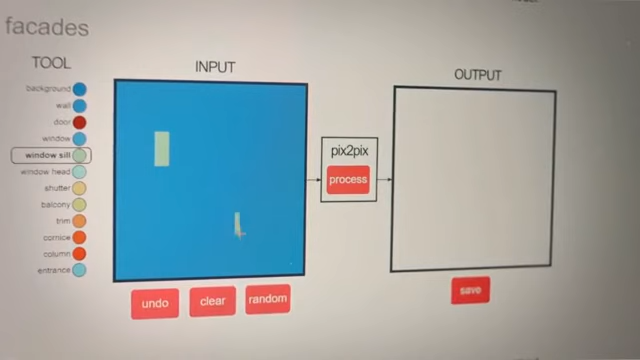 facades
TOOL
background
wall
door
window
window sill
window head
shutter
balcony
trim
cornice
column
entrance
INPUT
undo
clear
random
pix2pix
process
OUTPUT
save